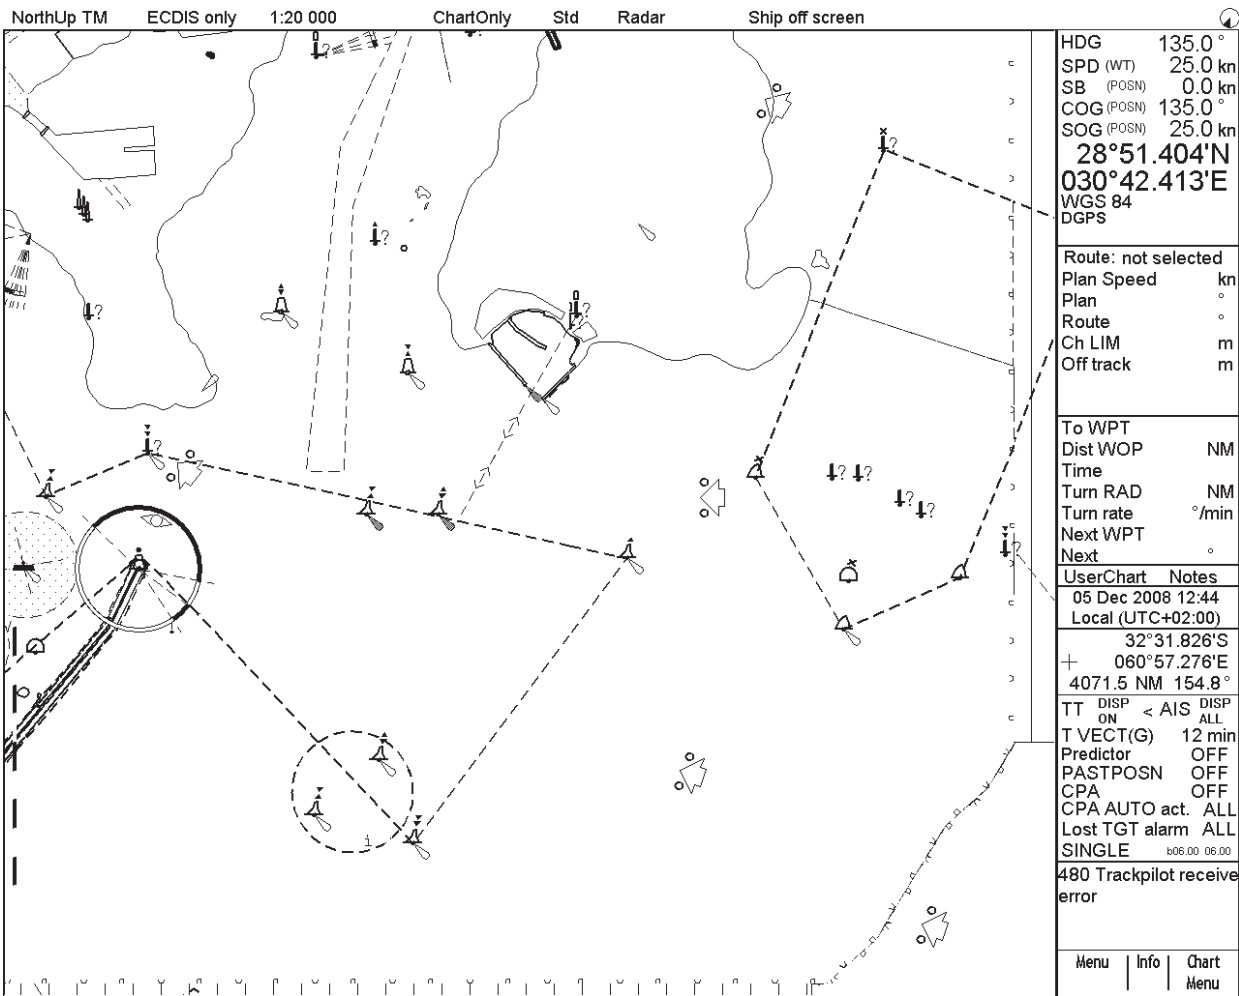 NorthUp TM ECDIS only 1:20 000 ChartOnly Std Radar Ship off screen
HDG 135.0 °
SPD (WT) 25.0 kn
SB (POSN) 0.0 kn
COG (POSN) 135.0 °
SOG (POSN) 25.0 kn
28°51.404'N
030°42.413'E
WGS 84
DGPS
Route: not selected
Plan Speed kn
Plan °
Route °
Ch LIM m
Off track m
To WPT
Dist WOP NM
Time
Turn RAD NM
Turn rate °/min
Next WPT
Next °
UserChart Notes
05 Dec 2008 12:44
Local (UTC+02:00)
32°31.826'S
060°57.276'E
4071.5 NM 154.8°
TT DISP ON < AIS DISP ALL
T VECT(G) 12 min
Predictor OFF
PASTPOSN OFF
CPA OFF
CPA AUTO act. ALL
Lost TGT alarm ALL
SINGLE b06.00 06.00
480 Trackpilot receive
error
Menu Info Chart
Menu